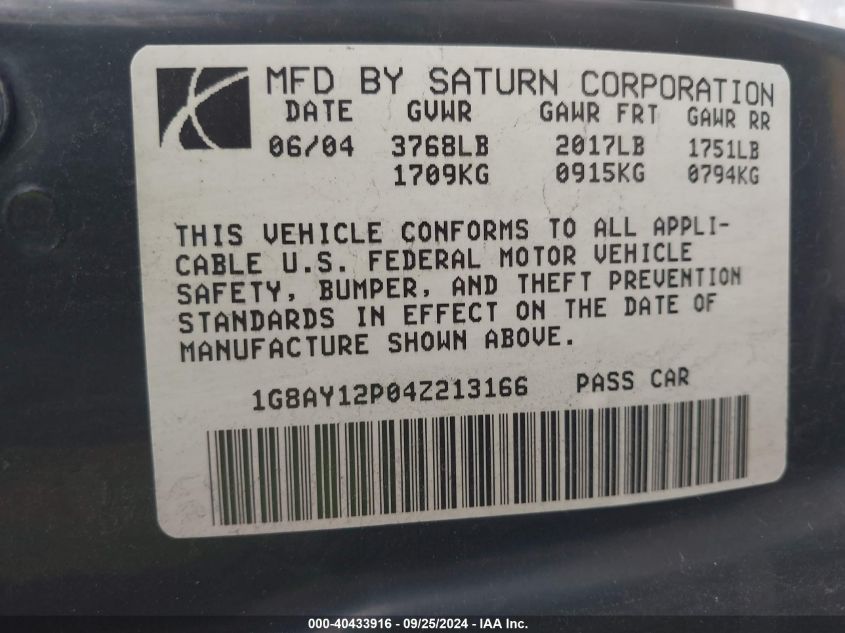 MFD BY SATURN CORPORATION
DATE GVWR GAWR FRT GAWR RR
06/04 3768LB 2017LB 1751LB
1709KG 0915KG 0794KG
THIS VEHICLE CONFORMS TO ALL APPLI-
CABLE U.S. FEDERAL MOTOR VEHICLE
SAFETY, BUMPER, AND THEFT PREVENTION
STANDARDS IN EFFECT ON THE DATE OF
MANUFACTURE SHOWN ABOVE.
1G8AY12P04Z213166 PASS CAR
000-40433916 - 09/25/2024 - IAA, Inc.